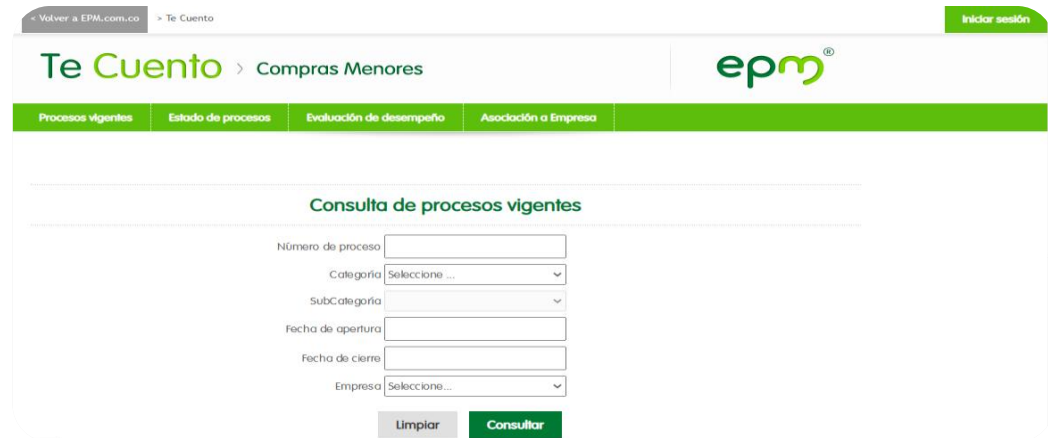 < Volver a EPM.com.co > Te Cuento Iniciar sesión
Te Cuento > Compras Menores epm®
Procesos vigentes Estado de procesos Evaluación de desempeño Asociación a Empresa
Consulta de procesos vigentes
Número de proceso
Categoría Seleccione ...
SubCategoría
Fecha de apertura
Fecha de cierre
Empresa Seleccione...
Limpiar Consultar